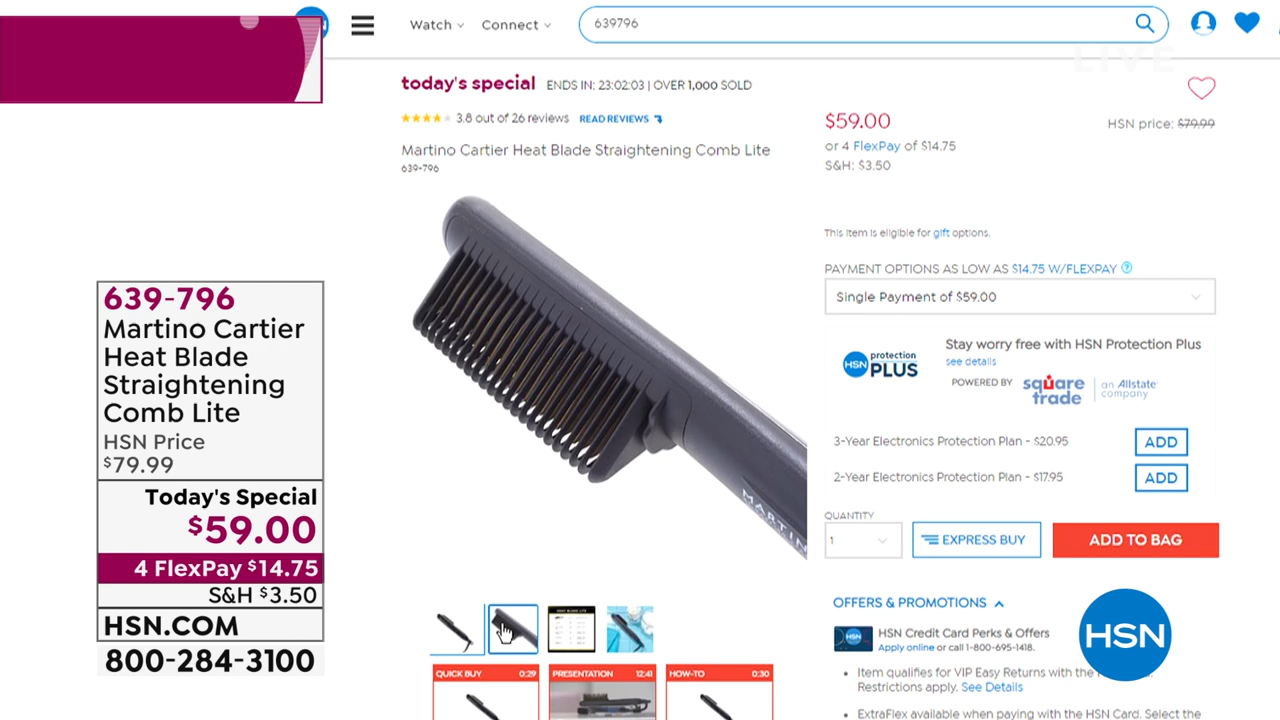 Watch
Connect
639796
LIVE
today's special ENDS IN: 23:02:03 | OVER 1,000 SOLD
3.8 out of 26 reviews READ REVIEWS
Martino Cartier Heat Blade Straightening Comb Lite
639-796
$59.00
HSN price: $79.99
or 4 FlexPay of $14.75
S&H: $3.50
This item is eligible for gift options.
PAYMENT OPTIONS AS LOW AS $14.75 W/FLEXPAY ?
Single Payment of $59.00
HSN protection PLUS
Stay worry free with HSN Protection Plus
see details
POWERED BY square trade | an Allstate company
3-Year Electronics Protection Plan - $20.95 ADD
2-Year Electronics Protection Plan - $17.95 ADD
QUANTITY
1
EXPRESS BUY
ADD TO BAG
OFFERS & PROMOTIONS
HSN
HSN Credit Card Perks & Offers
Apply online or call 1-800-695-1418.
Item qualifies for VIP Easy Returns with the
Restrictions apply. See Details
ExtraFlex available when paying with the HSN Card. Select the
HSN
639-796
Martino Cartier
Heat Blade
Straightening
Comb Lite
HSN Price
$79.99
Today's Special
$59.00
4 FlexPay $14.75
S&H $3.50
HSN.COM
800-284-3100
MARTIN
HEAT BLADE LITE
QUICK BUY 0:29
PRESENTATION 12:41
HOW-TO 0:30